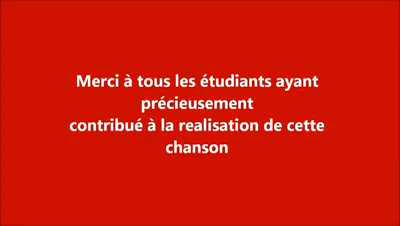 Merci à tous les étudiants ayant
précieusement
contribué à la realisation de cette
chanson